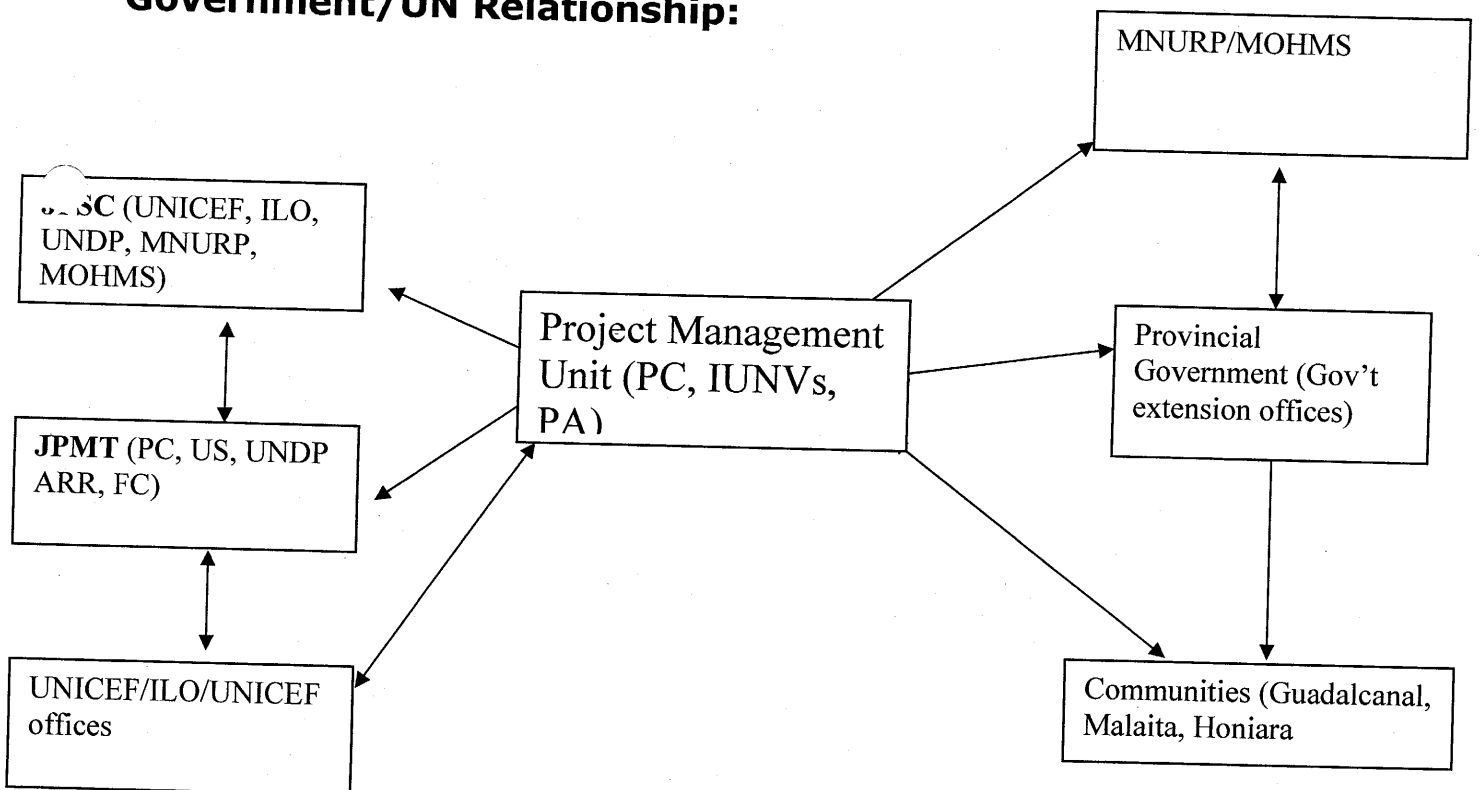 Government/UN Relationship:
MNURP/MOHMS
(UNICEF, ILO,
UNDP, MNURP,
MOHMS)
Project Management
Unit (PC, IUNVs,
PA)
Provincial
Government (Gov't
extension offices)
JPMT (PC, US, UNDP
ARR, FC)
UNICEF/ILO/UNICEF
offices
Communities (Guadalcanal,
Malaita, Honiara